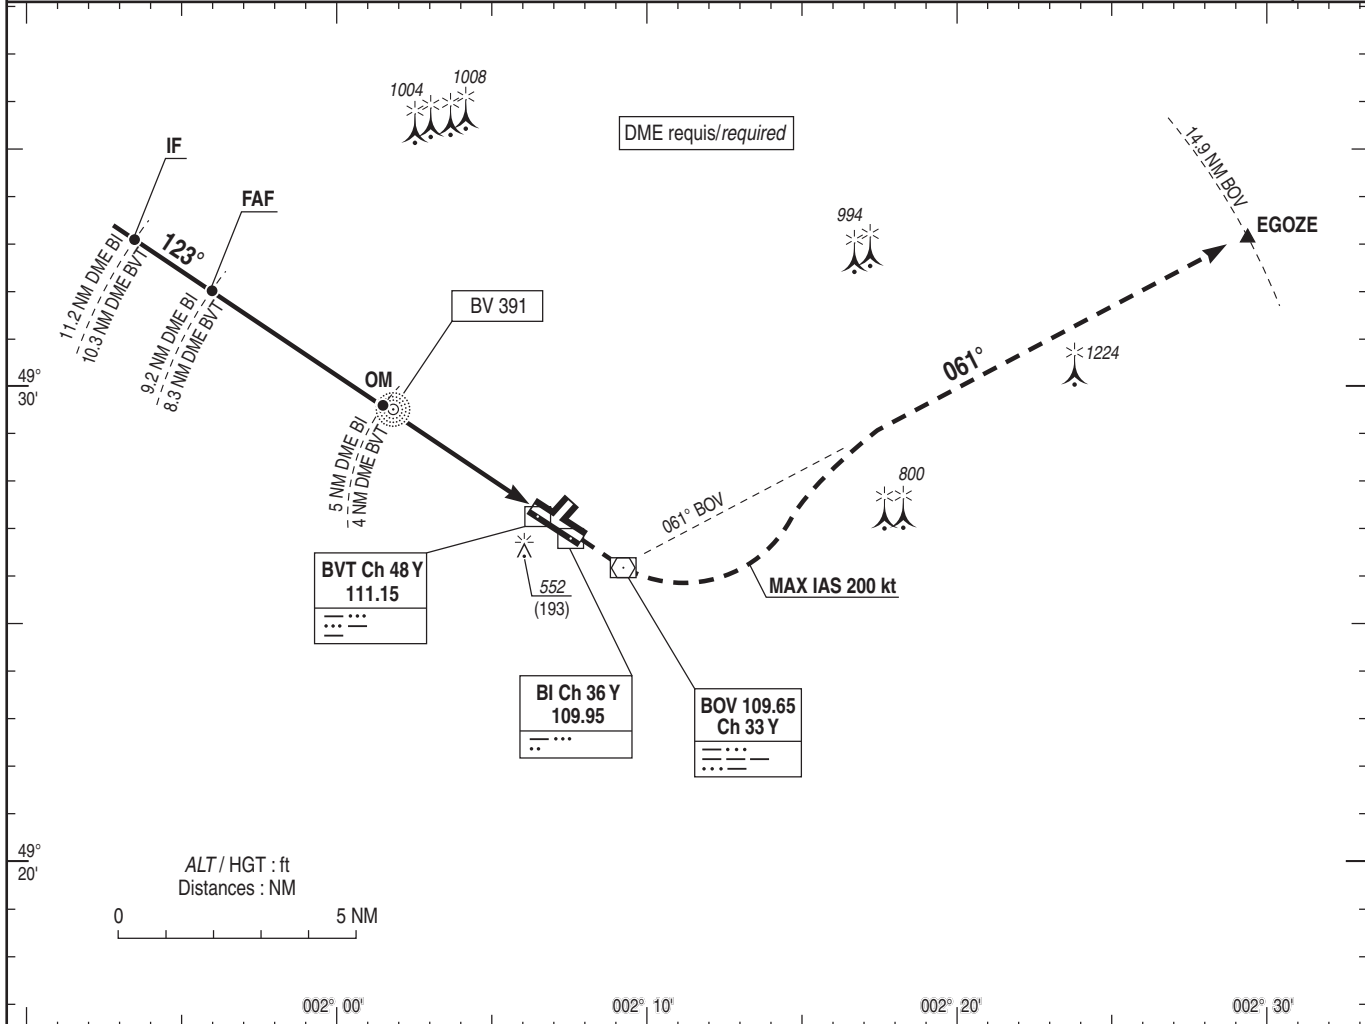 1004
1008
DME requis/required
IF
FAF
123°
11.2 NM DME BI
10.3 NM DME BVT
9.2 NM DME BI
8.3 NM DME BVT
BV 391
OM
5 NM DME BI
4 NM DME BVT
994
14.9 NM BOV
EGOZE
061°
1224
49°
30'
800
061° BOV
MAX IAS 200 kt
BVT Ch 48 Y
111.15
552
(193)
BI Ch 36 Y
109.95
BOV 109.65
Ch 33 Y
49°
20'
ALT / HGT : ft
Distances : NM
0 5 NM
002° 00' 002° 10' 002° 20' 002° 30'